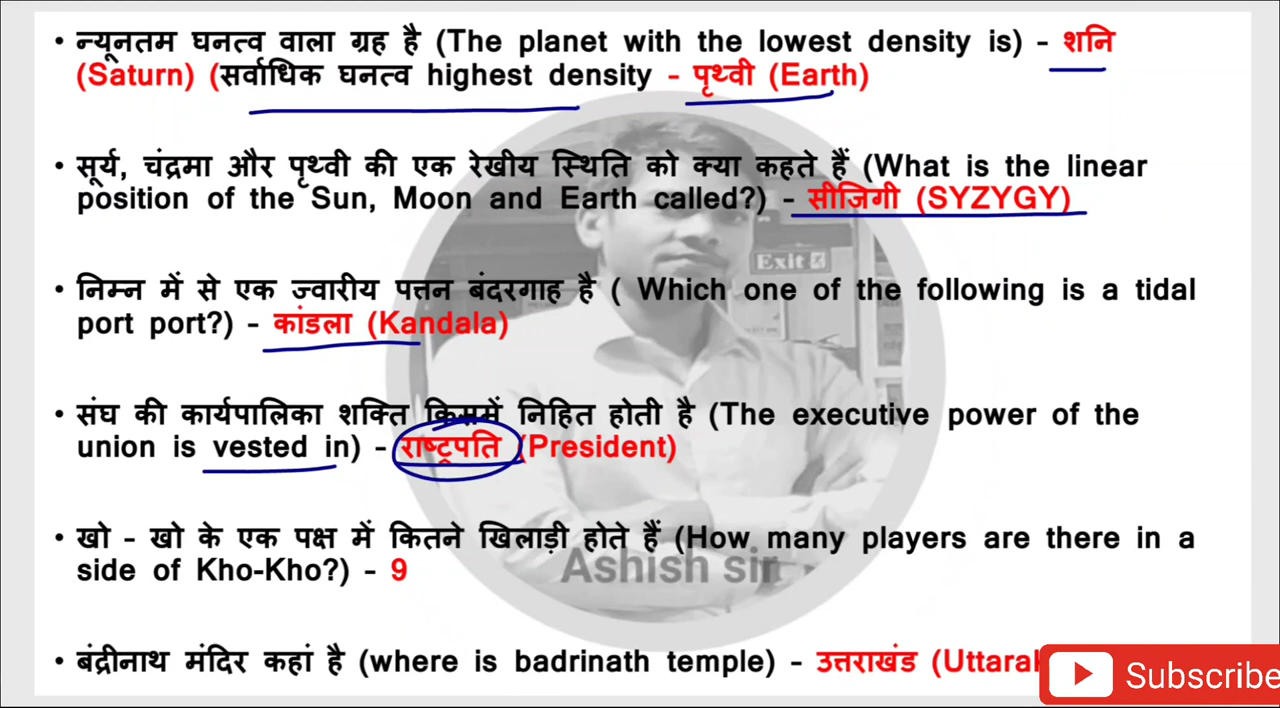 • न्यूनतम घनत्व वाला ग्रह है (The planet with the lowest density is) – शनि
(Saturn) (सर्वाधिक घनत्व highest density – पृथ्वी (Earth)
• सूर्य, चंद्रमा और पृथ्वी की एक रेखीय स्थिति को क्या कहते हैं (What is the linear
position of the Sun, Moon and Earth called?) – सीज़िगी (SYZYGY)
Exit
• निम्न में से एक ज्वारीय पत्तन बंदरगाह है ( Which one of the following is a tidal
port port?) – कांडला (Kandala)
• संघ की कार्यपालिका शक्ति किसमें निहित होती है (The executive power of the
union is vested in) – राष्ट्रपति (President)
• खो – खो के एक पक्ष में कितने खिलाड़ी होते हैं (How many players are there in a
side of Kho-Kho?) – 9
Ashish sir
• बंद्रीनाथ मंदिर कहां है (where is badrinath temple) – उत्तराखंड
Subscribe